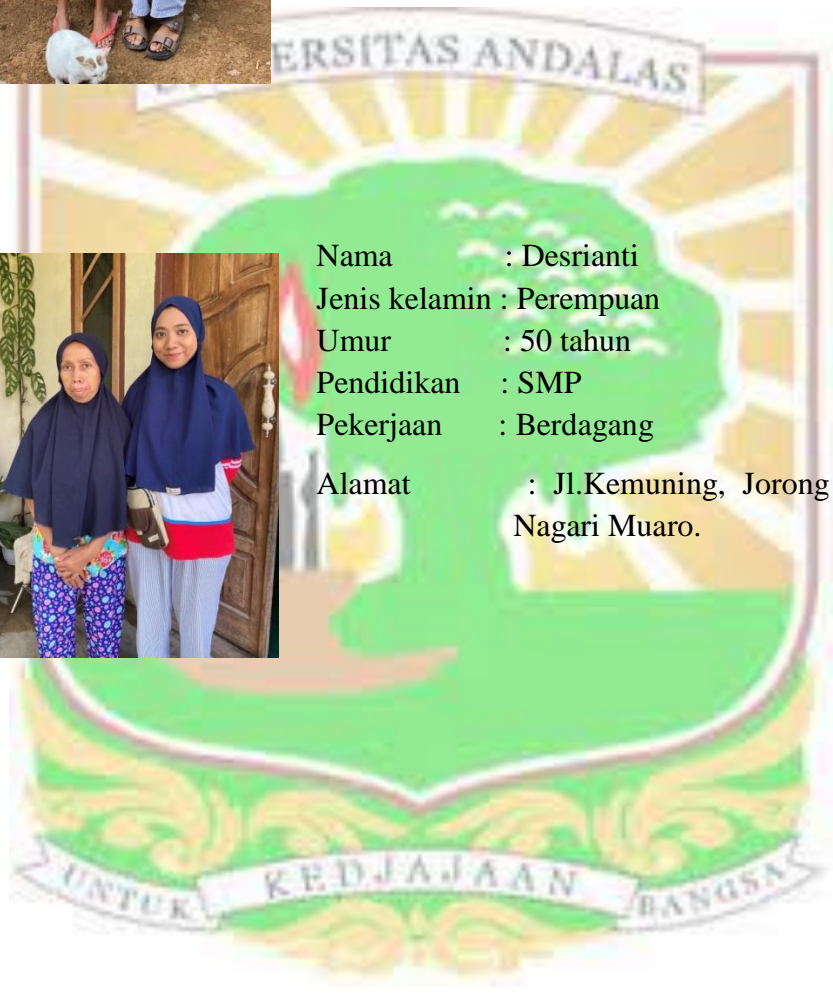 ERSITAS ANDALAS
Nama : Desrianti
Jenis kelamin : Perempuan
Umur : 50 tahun
Pendidikan : SMP
Pekerjaan : Berdagang
Alamat : Jl.Kemuning, Jorong
Nagari Muaro.
UNTUK KEDJAJAAN BANGSA